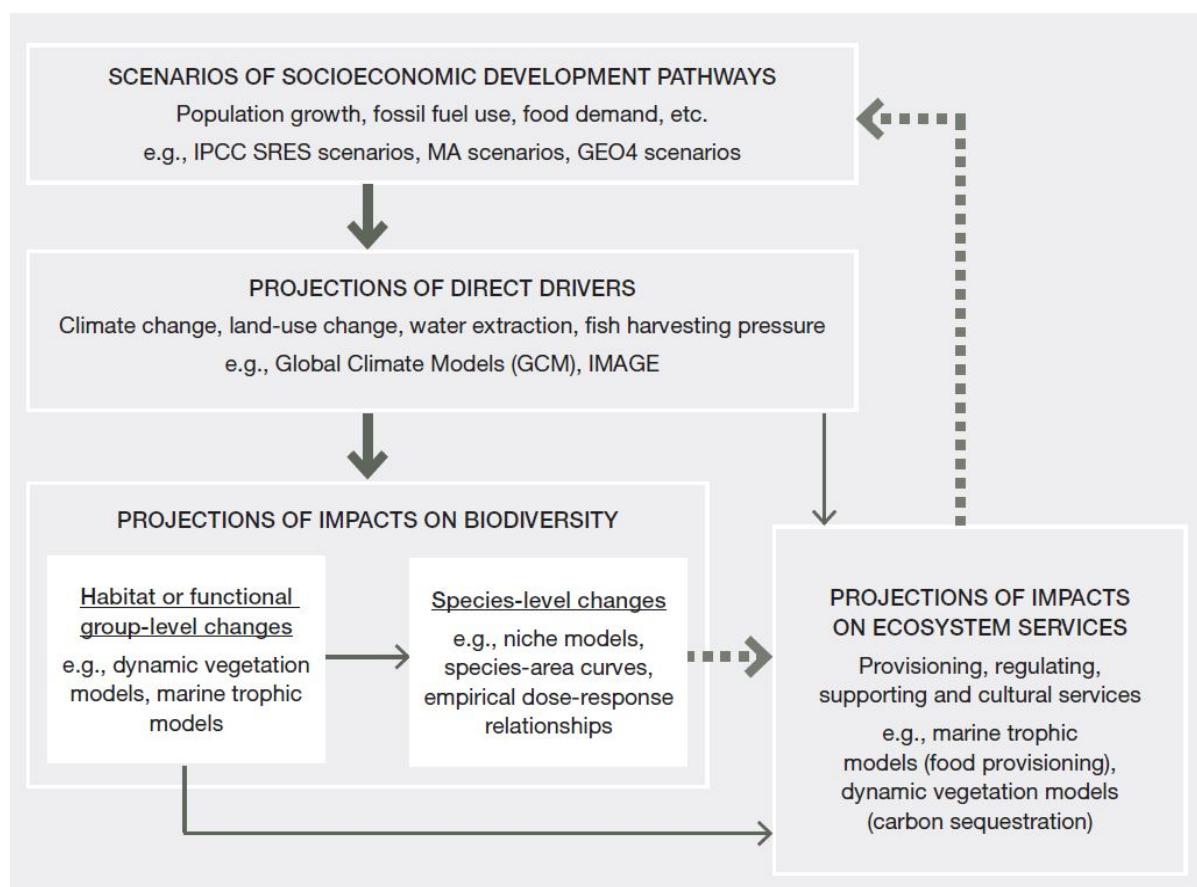 SCENARIOS OF SOCIOECONOMIC DEVELOPMENT PATHWAYS
Population growth, fossil fuel use, food demand, etc.
e.g., IPCC SRES scenarios, MA scenarios, GEO4 scenarios
PROJECTIONS OF DIRECT DRIVERS
Climate change, land-use change, water extraction, fish harvesting pressure
e.g., Global Climate Models (GCM), IMAGE
PROJECTIONS OF IMPACTS ON BIODIVERSITY
Habitat or functional
group-level changes
e.g., dynamic vegetation
models, marine trophic
models
Species-level changes
e.g., niche models,
species-area curves,
empirical dose-response
relationships
PROJECTIONS OF IMPACTS
ON ECOSYSTEM SERVICES
Provisioning, regulating,
supporting and cultural services
e.g., marine trophic
models (food provisioning),
dynamic vegetation models
(carbon sequestration)